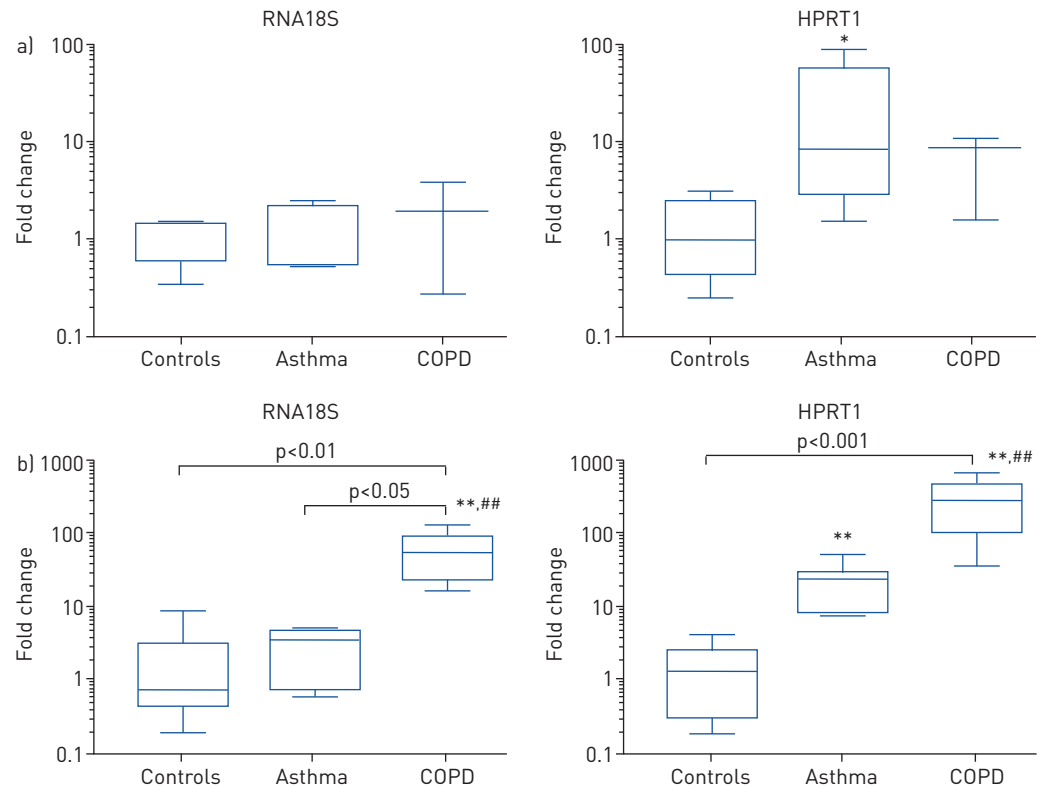 RNA18S
HPRT1
a)
100
10
1
0.1
Fold change
Controls
Asthma
COPD
100
10
1
0.1
Fold change
*
Controls
Asthma
COPD
RNA18S
HPRT1
b)
1000
100
10
1
0.1
Fold change
p<0.01
p<0.05
**,##
Controls
Asthma
COPD
1000
100
10
1
0.1
Fold change
p<0.001
**,##
**
Controls
Asthma
COPD